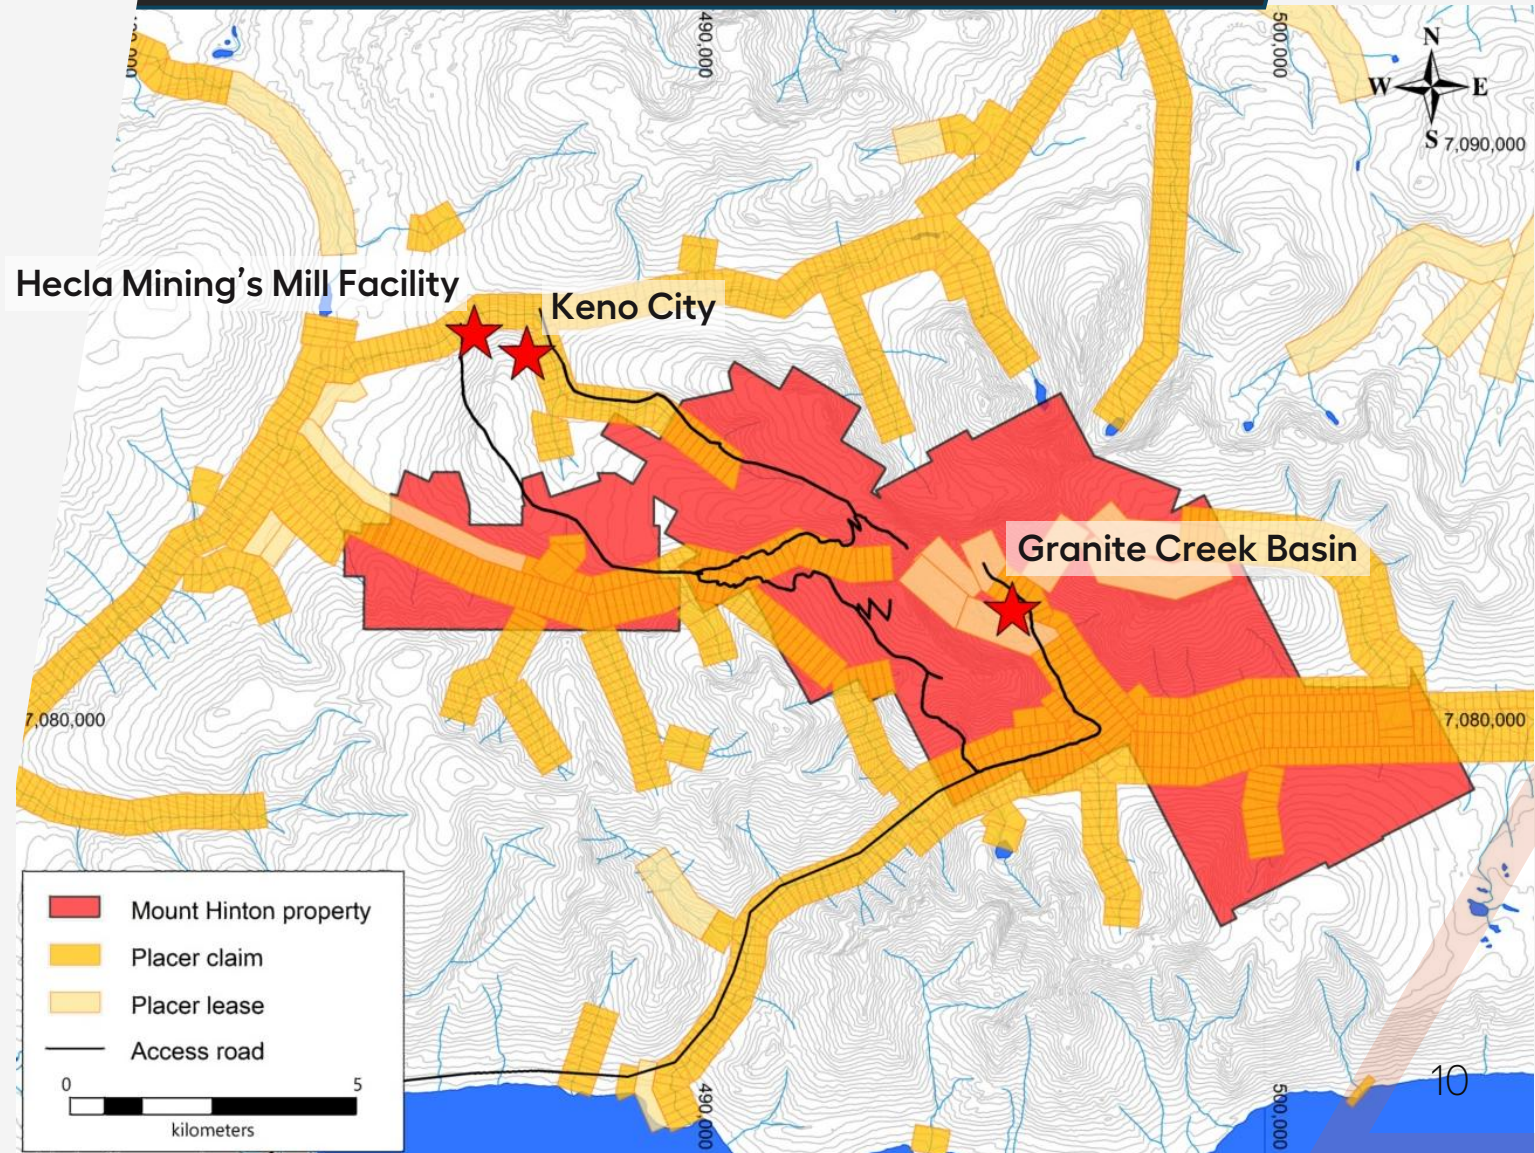 490,000
500,000
N
W E
S
7,090,000
Hecla Mining's Mill Facility
Keno City
Granite Creek Basin
7,080,000
7,080,000
Mount Hinton property
Placer claim
Placer lease
Access road
0 5
kilometers
490,000
500,000
10